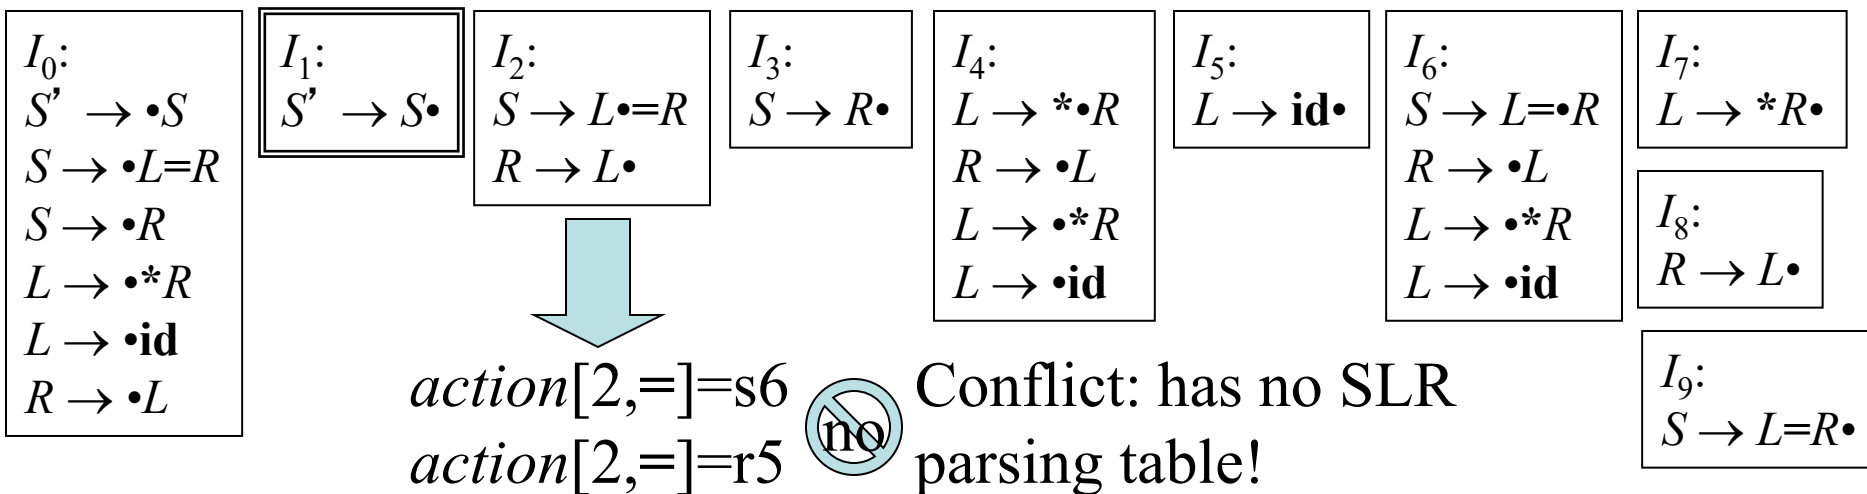 I0:
S’ → •S
S → •L=R
S → •R
L → •*R
L → •id
R → •L
I1:
S’ → S•
I2:
S → L•=R
R → L•
I3:
S → R•
I4:
L → *•R
R → •L
L → •*R
L → •id
I5:
L → id•
I6:
S → L=•R
R → •L
L → •*R
L → •id
I7:
L → *R•
I8:
R → L•
I9:
S → L=R•
action[2,=]=s6
action[2,=]=r5
no
Conflict: has no SLR
parsing table!